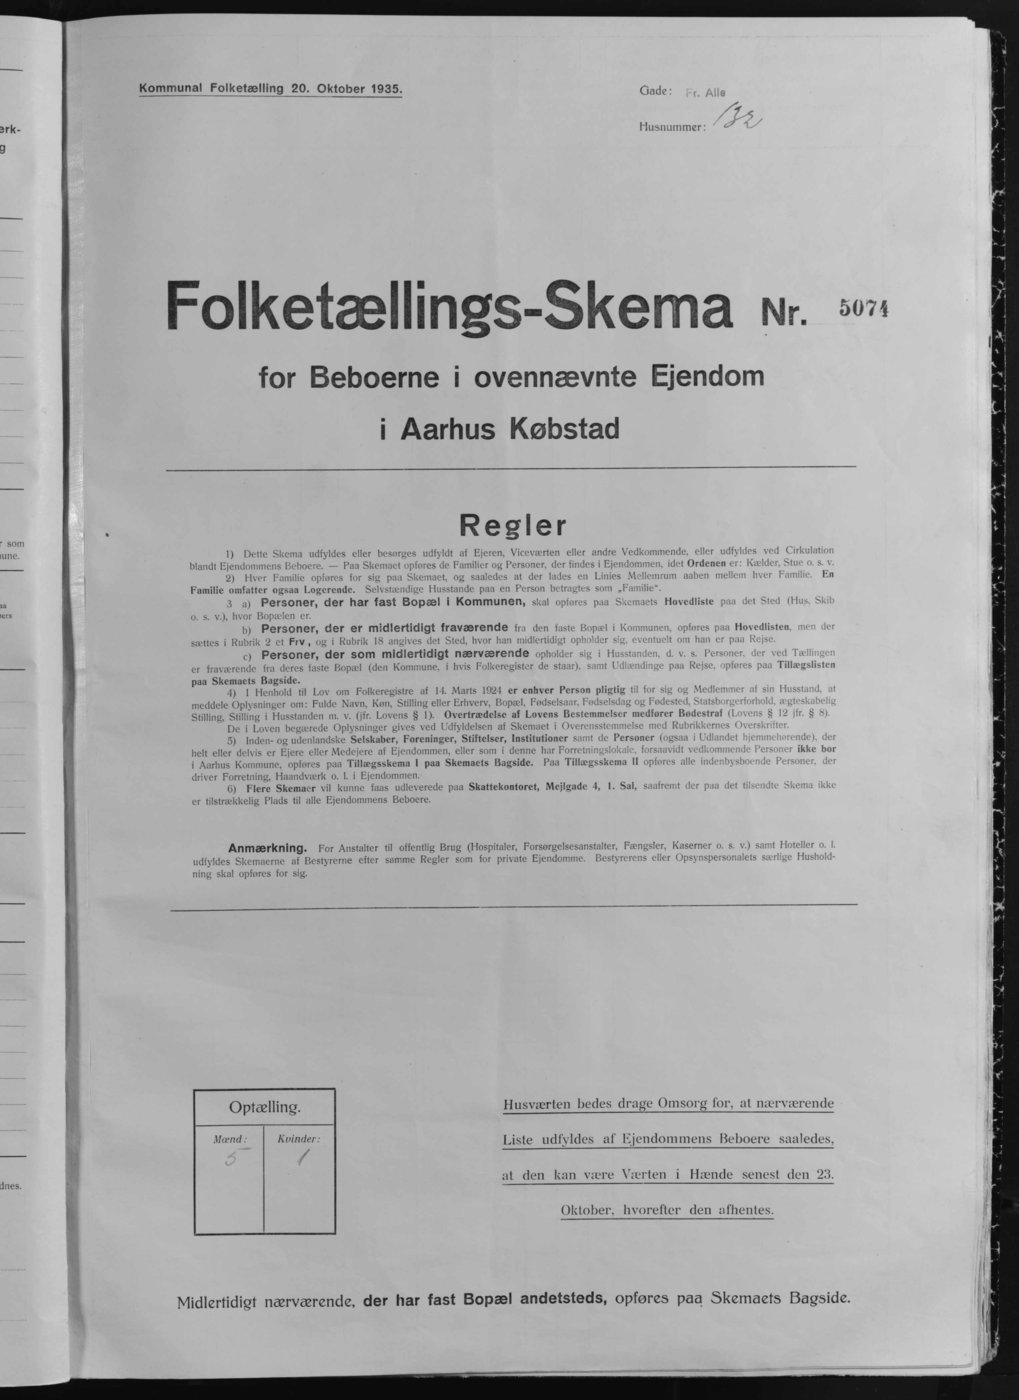 Kommunal Folketælling 20. Oktober 1935.
Gade: Fr. Alle
Husnummer: 132
Folketællings-Skema Nr. 5074
for Beboerne i ovennævnte Ejendom
i Aarhus Købstad
Regler
1) Dette Skema udfyldes eller besørges udfyldt af Ejeren, Viceværten eller andre Vedkommende, eller udfyldes ved Cirkulation
blandt Ejendommens Beboere. — Paa Skemaet opføres de Familier og Personer, der findes i Ejendommen, idet Ordenen er: Kælder, Stue o. s. v.
2) Hver Familie opføres for sig paa Skemaet, og saaledes at der lades en Linies Mellemrum aaben mellem hver Familie. En
Familie omfatter ogsaa Logerende. Selvstændige Husstande paa en Person betragtes som „Familie“.
3 a) Personer, der har fast Bopæl i Kommunen, skal opføres paa Skemaets Hovedliste paa det Sted (Hus, Skib
o. s. v.), hvor Bopælen er.
b) Personer, der er midlertidigt fraværende fra den faste Bopæl i Kommunen, opføres paa Hovedlisten, men der
sættes i Rubrik 2 et Frv., og i Rubrik 18 angives det Sted, hvor han midlertidigt opholder sig, eventuelt om han er paa Rejse.
c) Personer, der som midlertidigt nærværende opholder sig i Husstanden, d. v. s. Personer, der ved Tællingen
er fraværende fra deres faste Bopæl (den Kommune, i hvis Folkeregister de staar), samt Udlændinge paa Rejse, opføres paa Tillægslisten
paa Skemaets Bagside.
4) I Henhold til Lov om Folkeregistre af 14. Marts 1924 er enhver Person pligtig til for sig og Medlemmer af sin Husstand, at
meddele Oplysninger om: Fulde Navn, Køn, Stilling eller Erhverv, Bopæl, Fødselsaar, Fødselsdag og Fødested, Statsborgerforhold, ægteskabelig
Stilling, Stilling i Husstanden m. v. (jfr. Lovens § 1). Overtrædelse af Lovens Bestemmelser medfører Bødestraf (Lovens § 12 jfr. § 8).
De i Loven begærede Oplysninger gives ved Udfyldelsen af Skemaet i Overensstemmelse med Rubrikkernes Overskrifter.
5) Inden- og udenlandske Selskaber, Foreninger, Stiftelser, Institutioner samt de Personer (ogsaa i Udlandet hjemmehørende), der
helt eller delvis er Ejere eller Medejere af Ejendommen, eller som i denne har Forretningslokale, forsaavidt vedkommende Personer ikke bor
i Aarhus Kommune, opføres paa Tillægsskema I paa Skemaets Bagside. Paa Tillægsskema II opføres alle indenbysboende Personer, der
driver Forretning, Haandværk o. l. i Ejendommen.
6) Flere Skemaer vil kunne faas udleverede paa Skattekontoret, Mejlgade 4, 1. Sal, saafremt der paa det tilsendte Skema ikke
er tilstrækkelig Plads til alle Ejendommens Beboere.
Anmærkning. For Anstalter til offentlig Brug (Hospitaler, Forsørgelsesanstalter, Fængsler, Kaserner o. s. v.) samt Hoteller o. l.
udfyldes Skemaerne af Bestyrerne efter samme Regler som for private Ejendomme. Bestyrerens eller Opsynspersonalets særlige Hushold-
ning skal opføres for sig.
Optælling.
Mænd: Kvinder:
5 1
Husværten bedes drage Omsorg for, at nærværende
Liste udfyldes af Ejendommens Beboere saaledes,
at den kan være Værten i Hænde senest den 23.
Oktober, hvorefter den afhentes.
Midlertidigt nærværende, der har fast Bopæl andetsteds, opføres paa Skemaets Bagside.